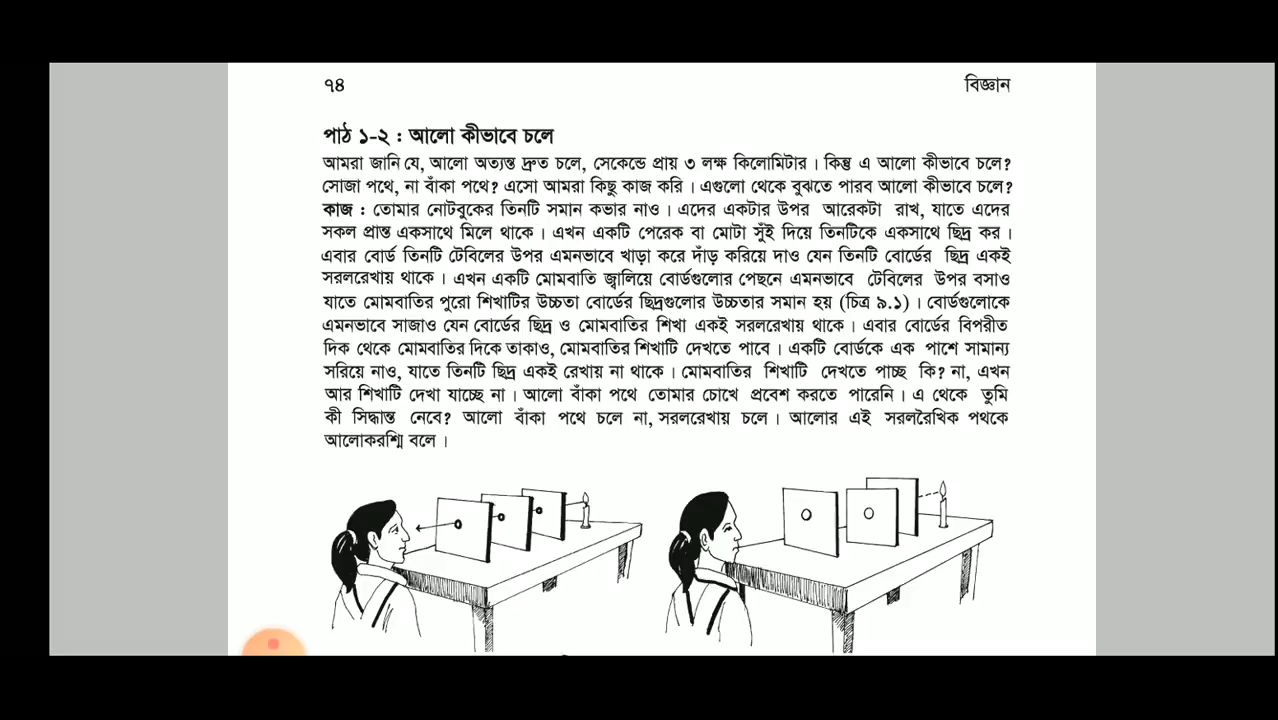 ৭৪
বিজ্ঞান
পাঠ ১-২ : আলো কীভাবে চলে
আমরা জানি যে, আলো অত্যন্ত দ্রুত চলে, সেকেন্ডে প্রায় ৩ লক্ষ কিলোমিটার । কিন্তু এ আলো কীভাবে চলে?
সোজা পথে, না বাঁকা পথে? এসো আমরা কিছু কাজ করি । এগুলো থেকে বুঝতে পারব আলো কীভাবে চলে?
কাজ : তোমার নোটবুকের তিনটি সমান কভার নাও । এদের একটার উপর আরেকটা রাখ, যাতে এদের
সকল প্রান্ত একসাথে মিলে থাকে । এখন একটি পেরেক বা মোটা সুঁই দিয়ে তিনটিকে একসাথে ছিদ্র কর ।
এবার বোর্ড তিনটি টেবিলের উপর এমনভাবে খাড়া করে দাঁড় করিয়ে দাও যেন তিনটি বোর্ডের ছিদ্র একই
সরলরেখায় থাকে । এখন একটি মোমবাতি জ্বালিয়ে বোর্ডগুলোর পেছনে এমনভাবে টেবিলের উপর বসাও
যাতে মোমবাতির পুরো শিখাটির উচ্চতা বোর্ডের ছিদ্রগুলোর উচ্চতার সমান হয় (চিত্র ৯.১) । বোর্ডগুলোকে
এমনভাবে সাজাও যেন বোর্ডের ছিদ্র ও মোমবাতির শিখা একই সরলরেখায় থাকে । এবার বোর্ডের বিপরীত
দিক থেকে মোমবাতির দিকে তাকাও, মোমবাতির শিখাটি দেখতে পাবে । একটি বোর্ডকে এক পাশে সামান্য
সরিয়ে নাও, যাতে তিনটি ছিদ্র একই রেখায় না থাকে । মোমবাতির শিখাটি দেখতে পাচ্ছ কি? না, এখন
আর শিখাটি দেখা যাচ্ছে না । আলো বাঁকা পথে তোমার চোখে প্রবেশ করতে পারেনি । এ থেকে তুমি
কী সিদ্ধান্ত নেবে? আলো বাঁকা পথে চলে না, সরলরেখায় চলে । আলোর এই সরলরৈখিক পথকে
আলোকরশ্মি বলে ।